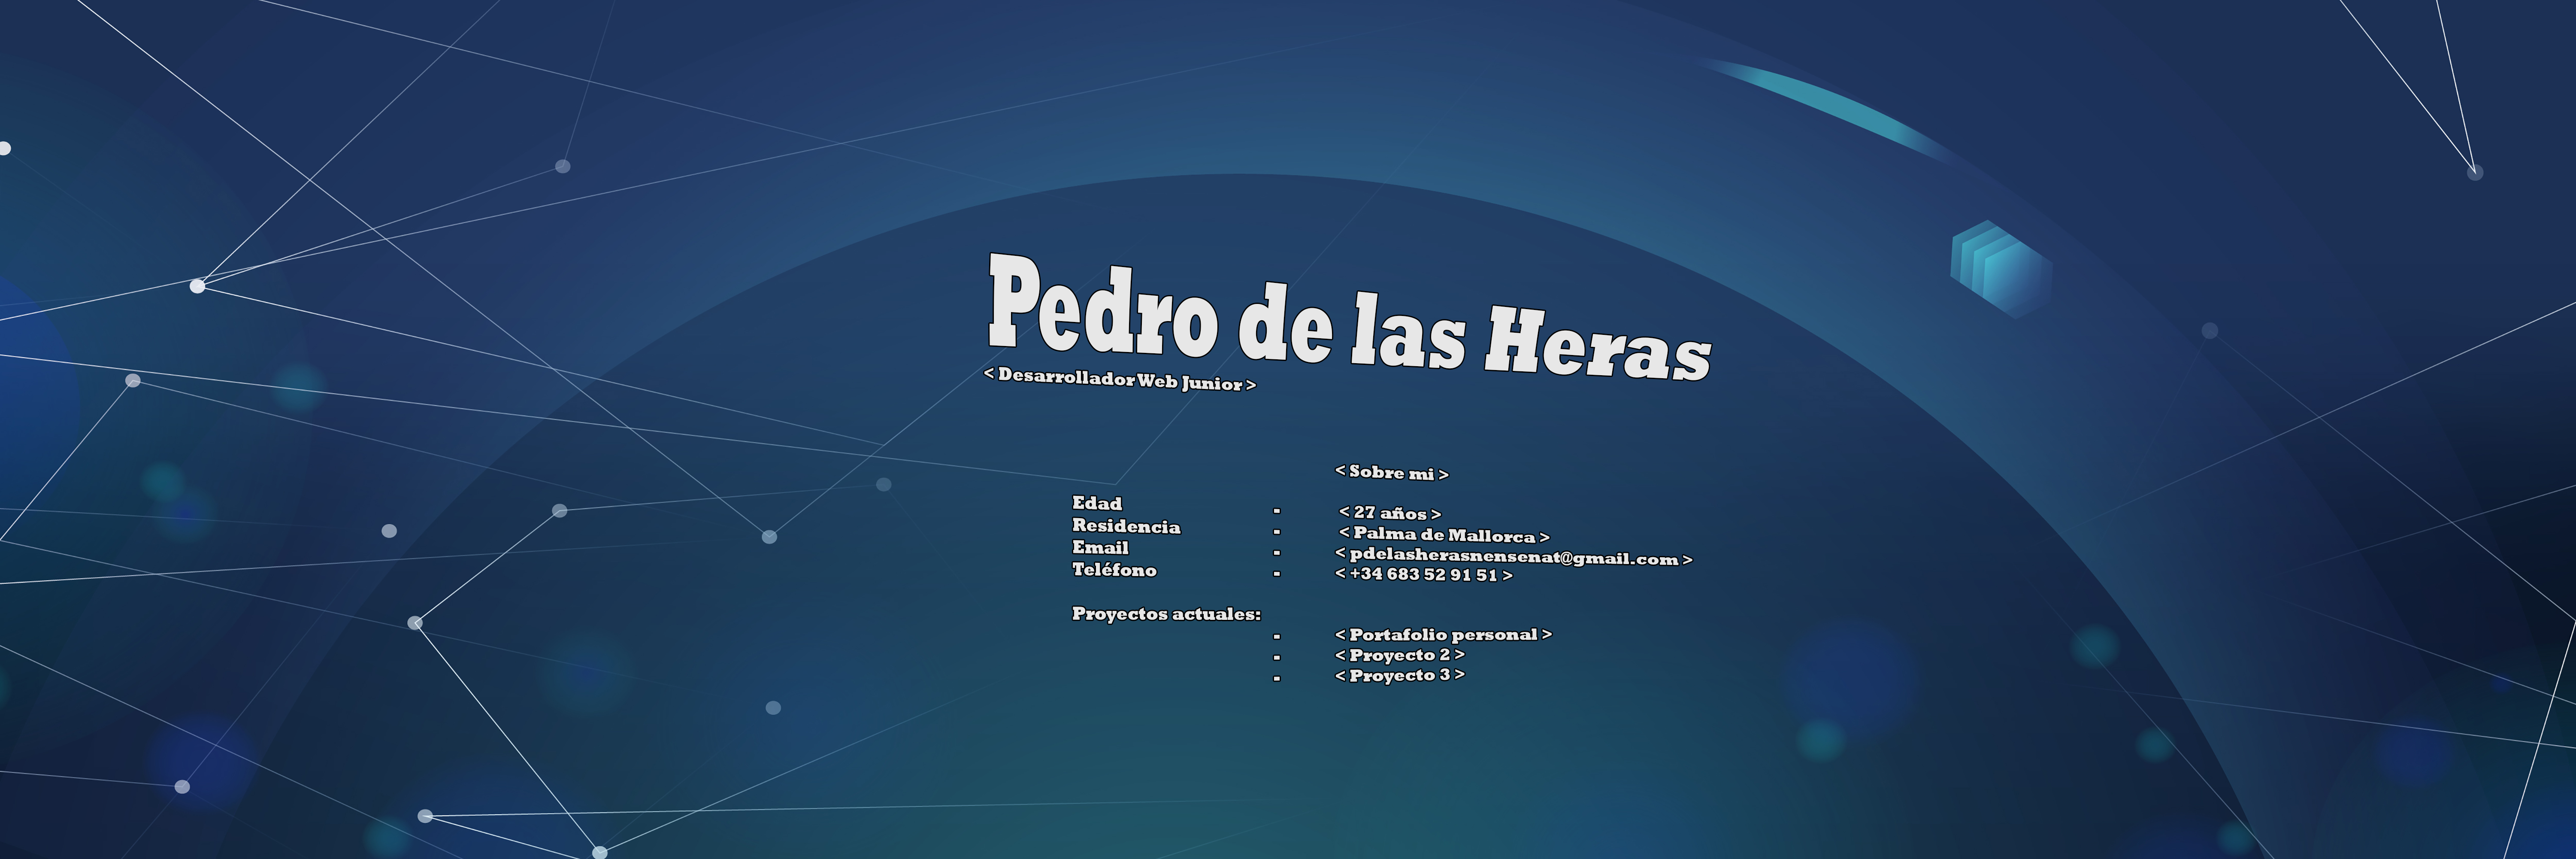 Pedro de las Heras
< Desarrollador Web Junior >
< Sobre mi >
Edad - < 27 años >
Residencia - < Palma de Mallorca >
Email - < pdelasherasnensenat@gmail.com >
Teléfono - < +34 683 52 91 51 >
Proyectos actuales:
- < Portafolio personal >
- < Proyecto 2 >
- < Proyecto 3 >